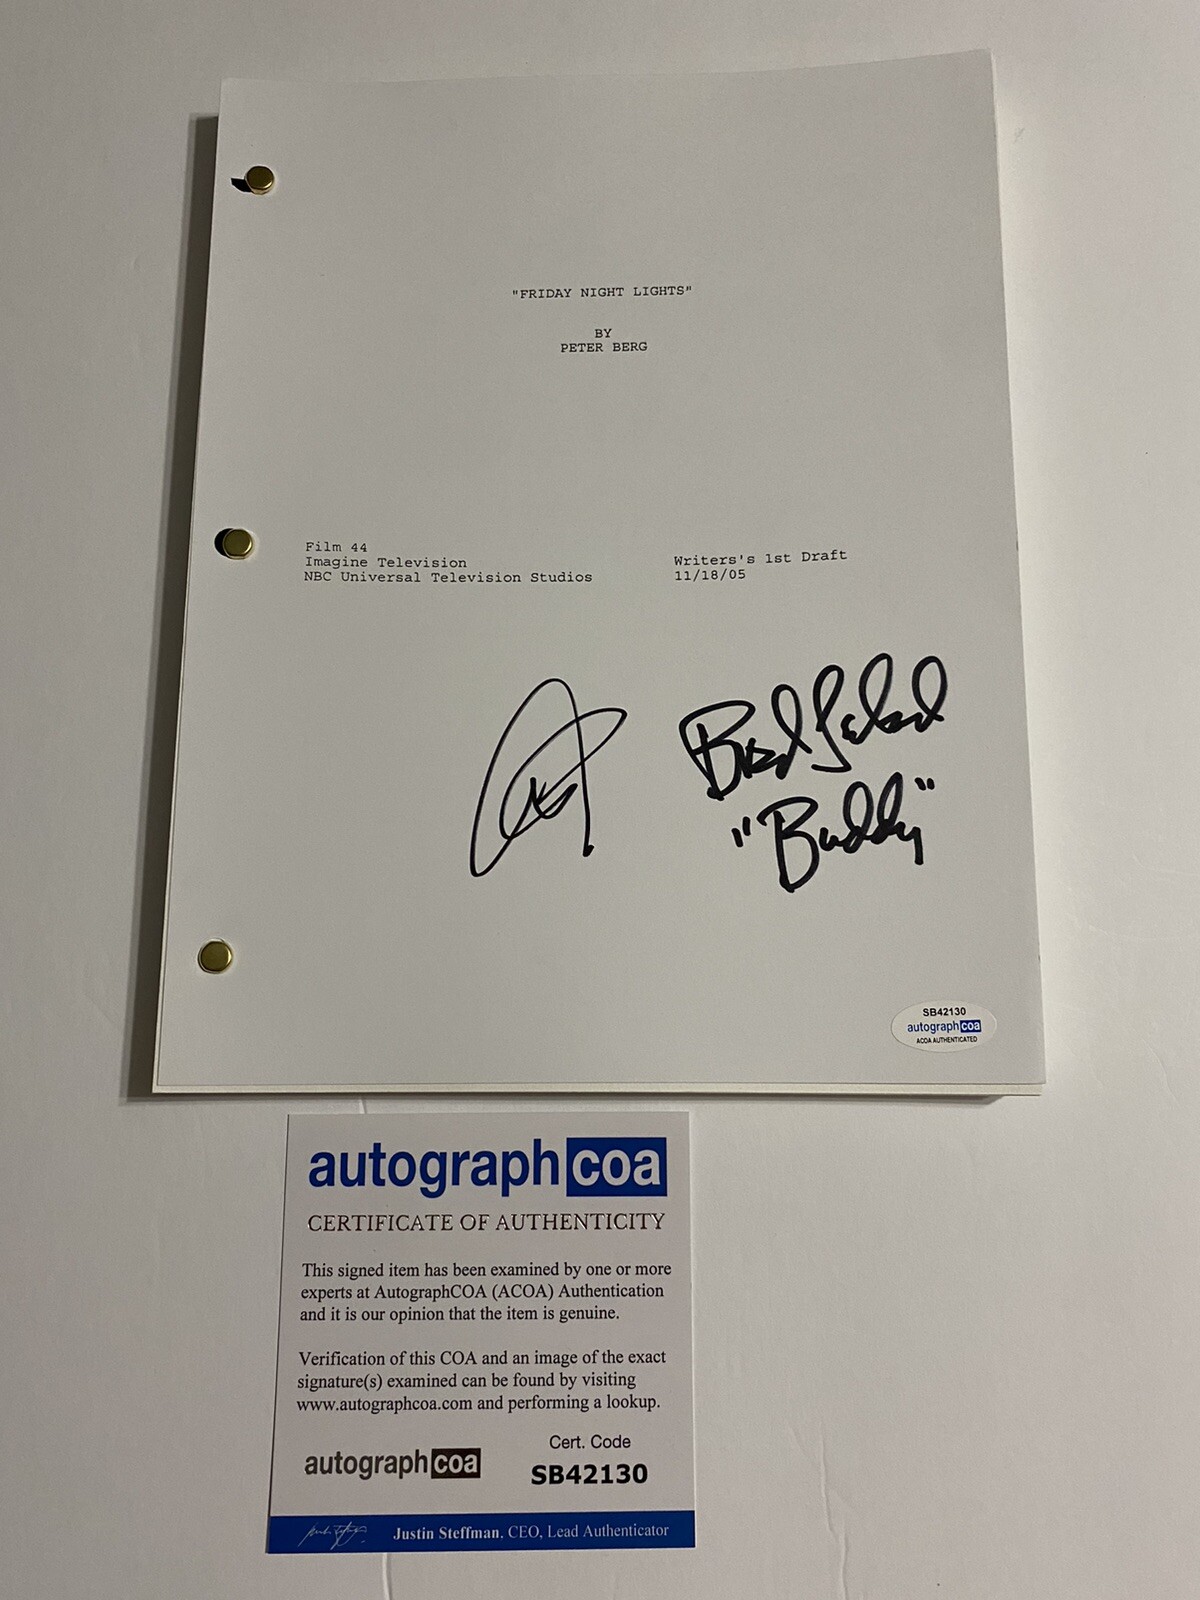 "FRIDAY NIGHT LIGHTS"
BY
PETER BERG
Film 44
Imagine Television
NBC Universal Television Studios
Writers's 1st Draft
11/18/05
Brad Leland
"Buddy"
SB42130
autographcoa
ACOA AUTHENTICATED
autographcoa
CERTIFICATE OF AUTHENTICITY
This signed item has been examined by one or more
experts at AutographCOA (ACOA) Authentication
and it is our opinion that the item is genuine.
Verification of this COA and an image of the exact
signature(s) examined can be found by visiting
www.autographcoa.com and performing a lookup.
autographcoa
Cert. Code
SB42130
Justin Steffman, CEO, Lead Authenticator